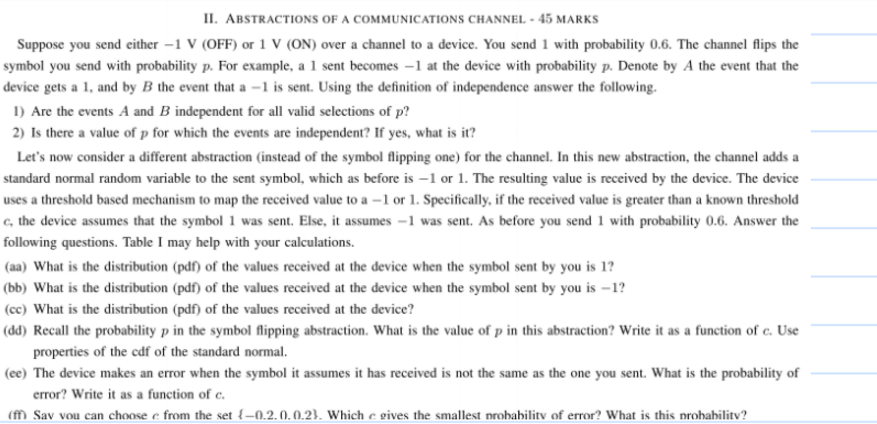 II. ABSTRACTIONS OF A COMMUNICATIONS CHANNEL - 45 MARKS
Suppose you send either −1 V (OFF) or 1 V (ON) over a channel to a device. You send 1 with probability 0.6. The channel flips the
symbol you send with probability p. For example, a 1 sent becomes −1 at the device with probability p. Denote by A the event that the
device gets a 1, and by B the event that a −1 is sent. Using the definition of independence answer the following.
1) Are the events A and B independent for all valid selections of p?
2) Is there a value of p for which the events are independent? If yes, what is it?
Let's now consider a different abstraction (instead of the symbol flipping one) for the channel. In this new abstraction, the channel adds a
standard normal random variable to the sent symbol, which as before is −1 or 1. The resulting value is received by the device. The device
uses a threshold based mechanism to map the received value to a −1 or 1. Specifically, if the received value is greater than a known threshold
c, the device assumes that the symbol 1 was sent. Else, it assumes −1 was sent. As before you send 1 with probability 0.6. Answer the
following questions. Table I may help with your calculations.
(aa) What is the distribution (pdf) of the values received at the device when the symbol sent by you is 1?
(bb) What is the distribution (pdf) of the values received at the device when the symbol sent by you is −1?
(cc) What is the distribution (pdf) of the values received at the device?
(dd) Recall the probability p in the symbol flipping abstraction. What is the value of p in this abstraction? Write it as a function of c. Use
properties of the cdf of the standard normal.
(ee) The device makes an error when the symbol it assumes it has received is not the same as the one you sent. What is the probability of
error? Write it as a function of c.
(ff) Say you can choose c from the set {−0.2, 0, 0.2}. Which c gives the smallest probability of error? What is this probability?